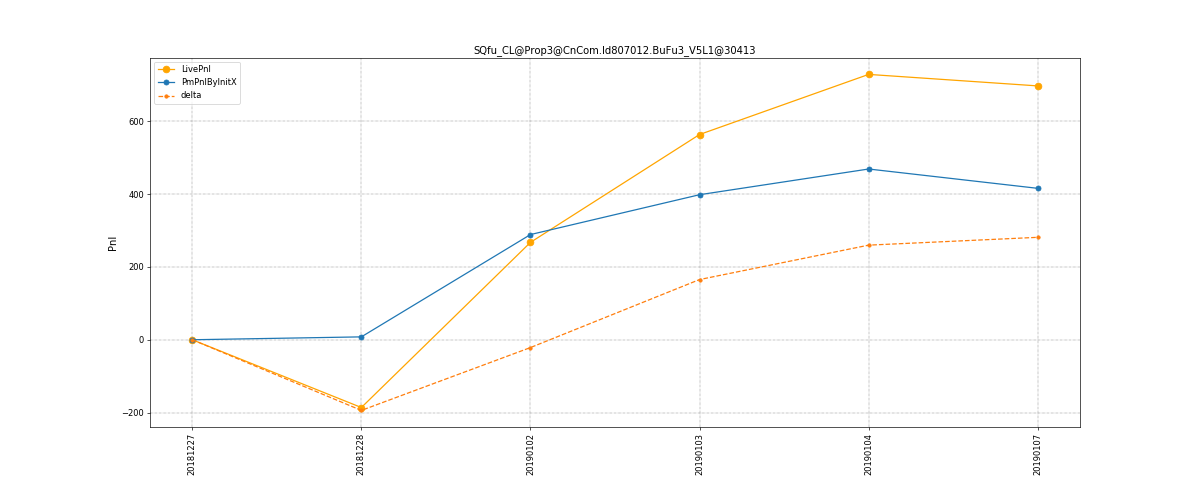 SQfu_CL@Prop3@CnCom.Id807012.BuFu3_V5L1@30413
LivePnl
PmPnlByInitX
delta
Pnl
600
400
200
0
−200
20181227
20181228
20190102
20190103
20190104
20190107